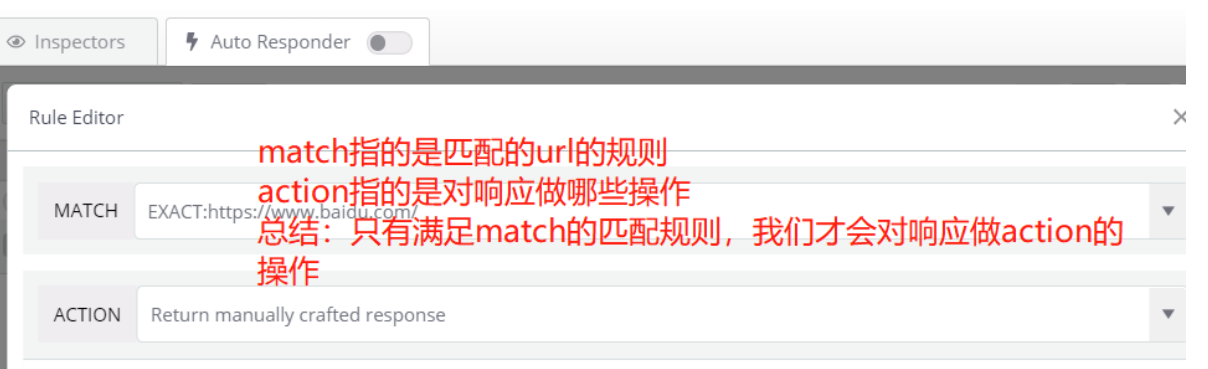 Inspectors
Auto Responder
Rule Editor
match指的是匹配的url的规则
action指的是对响应做哪些操作
MATCH
EXACT:https://www.baidu.com/
总结：只有满足match的匹配规则，我们才会对响应做action的
操作
ACTION
Return manually crafted response